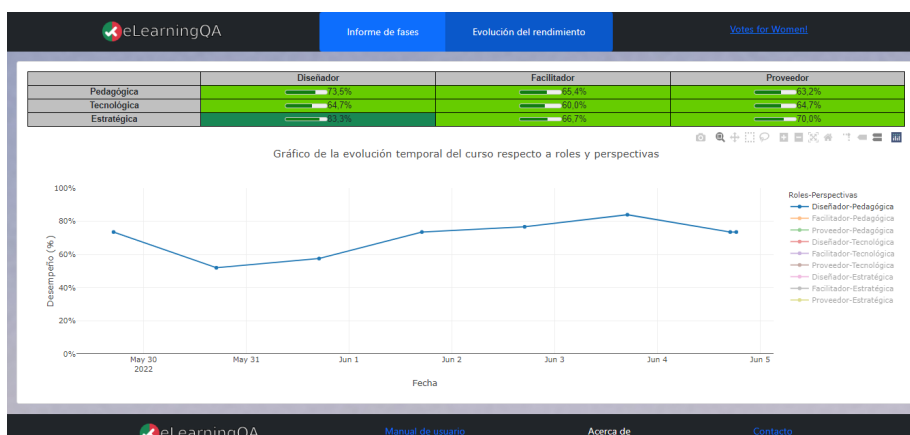 eLearningQA Informe de fases Evolución del rendimiento Votes for Women!
Diseñador Facilitador Proveedor
Pedagógica 73,5% 65,4% 63,2%
Tecnológica 64,7% 60,0% 64,7%
Estratégica 83,3% 66,7% 70,0%
Gráfico de la evolución temporal del curso respecto a roles y perspectivas
Roles-Perspectivas
Diseñador-Pedagógica
Facilitador-Pedagógica
Proveedor-Pedagógica
Diseñador-Tecnológica
Facilitador-Tecnológica
Proveedor-Tecnológica
Diseñador-Estratégica
Facilitador-Estratégica
Proveedor-Estratégica
Desempeño (%)
100%
80%
60%
40%
20%
0%
May 30 May 31 Jun 1 Jun 2 Jun 3 Jun 4 Jun 5
2022
Fecha
eLearningQA Manual de usuario Acerca de Contacto